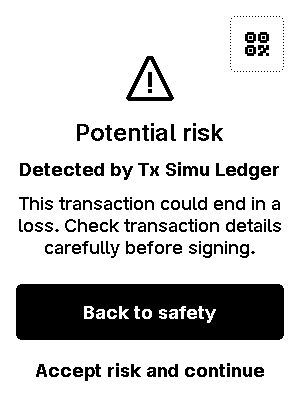 Potential risk
Detected by Tx Simu Ledger
This transaction could end in a
loss. Check transaction details
carefully before signing.
Back to safety
Accept risk and continue